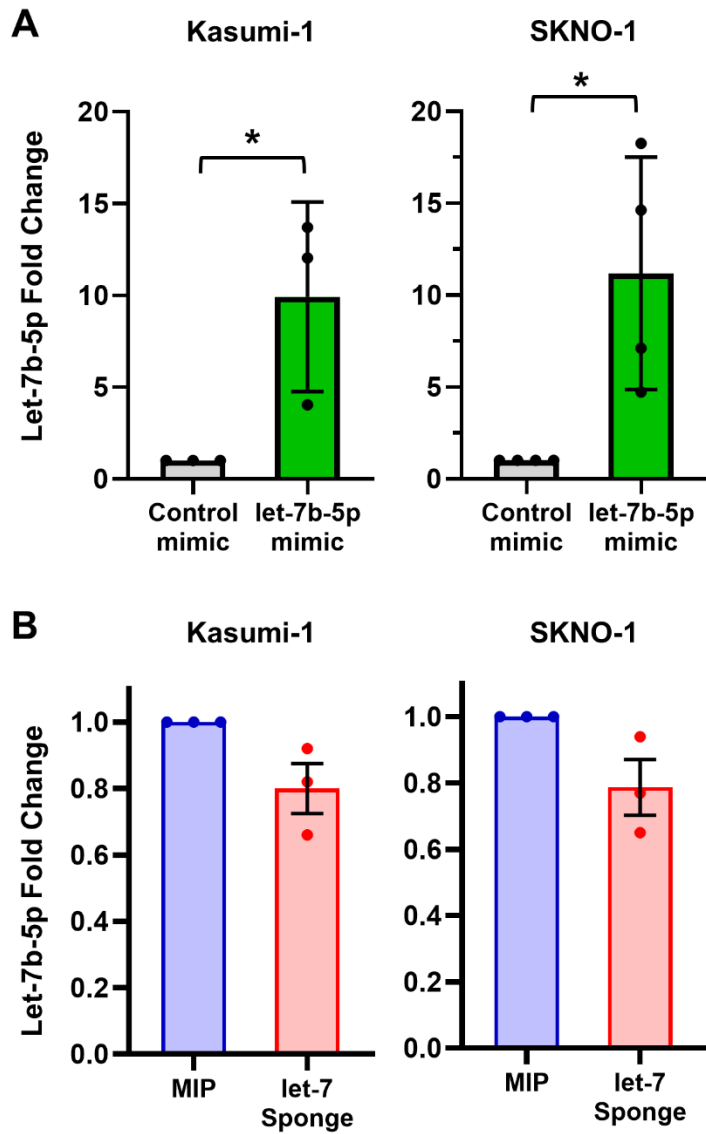 A
Kasumi-1
SKNO-1
Let-7b-5p Fold Change
20
15
10
5
0
*
Control
mimic
let-7b-5p
mimic
20
15
10
5
0
*
Control
mimic
let-7b-5p
mimic
B
Kasumi-1
SKNO-1
Let-7b-5p Fold Change
1.0
0.8
0.6
0.4
0.2
0.0
MIP
let-7
Sponge
1.0
0.8
0.6
0.4
0.2
0.0
MIP
let-7
Sponge